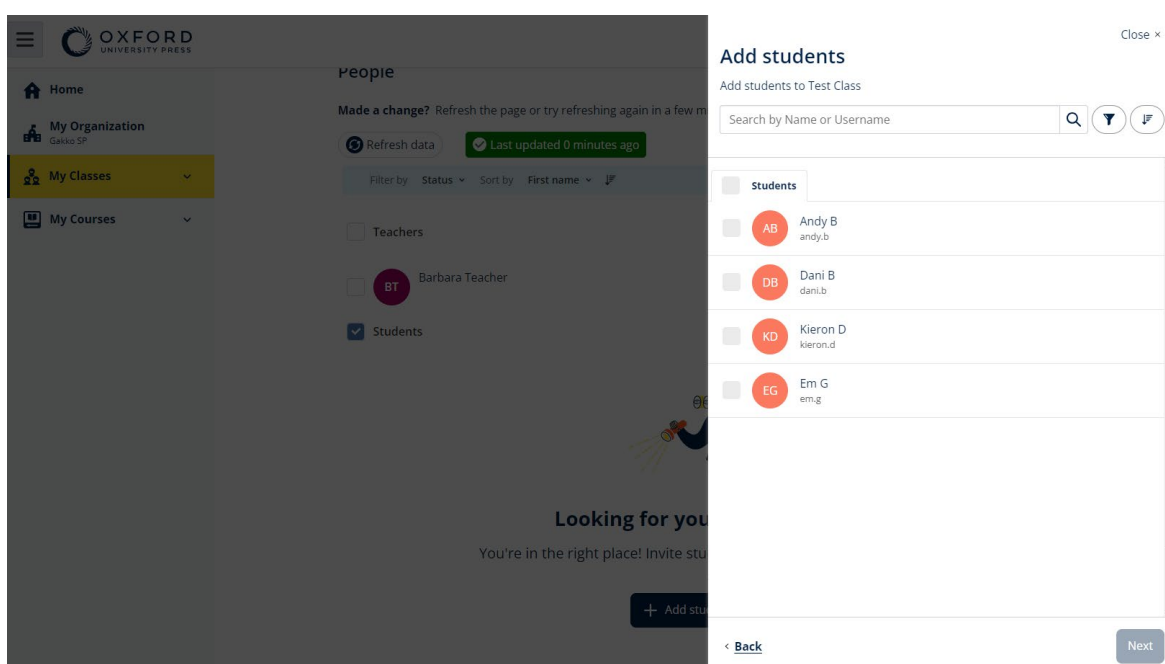 OXFORD
UNIVERSITY PRESS
Home
My Organization
Gakko SP
My Classes
My Courses
People
Made a change? Refresh the page or try refreshing again in a few
Refresh data
Last updated 0 minutes ago
Filter by Status Sort by First name
Teachers
BT Barbara Teacher
Students
Looking for you
You're in the right place! Invite stu
+ Add stu
Close ×
Add students
Add students to Test Class
Search by Name or Username
Students
AB Andy B
andy.b
DB Dani B
dani.b
KD Kieron D
kieron.d
EG Em G
em.g
‹ Back
Next